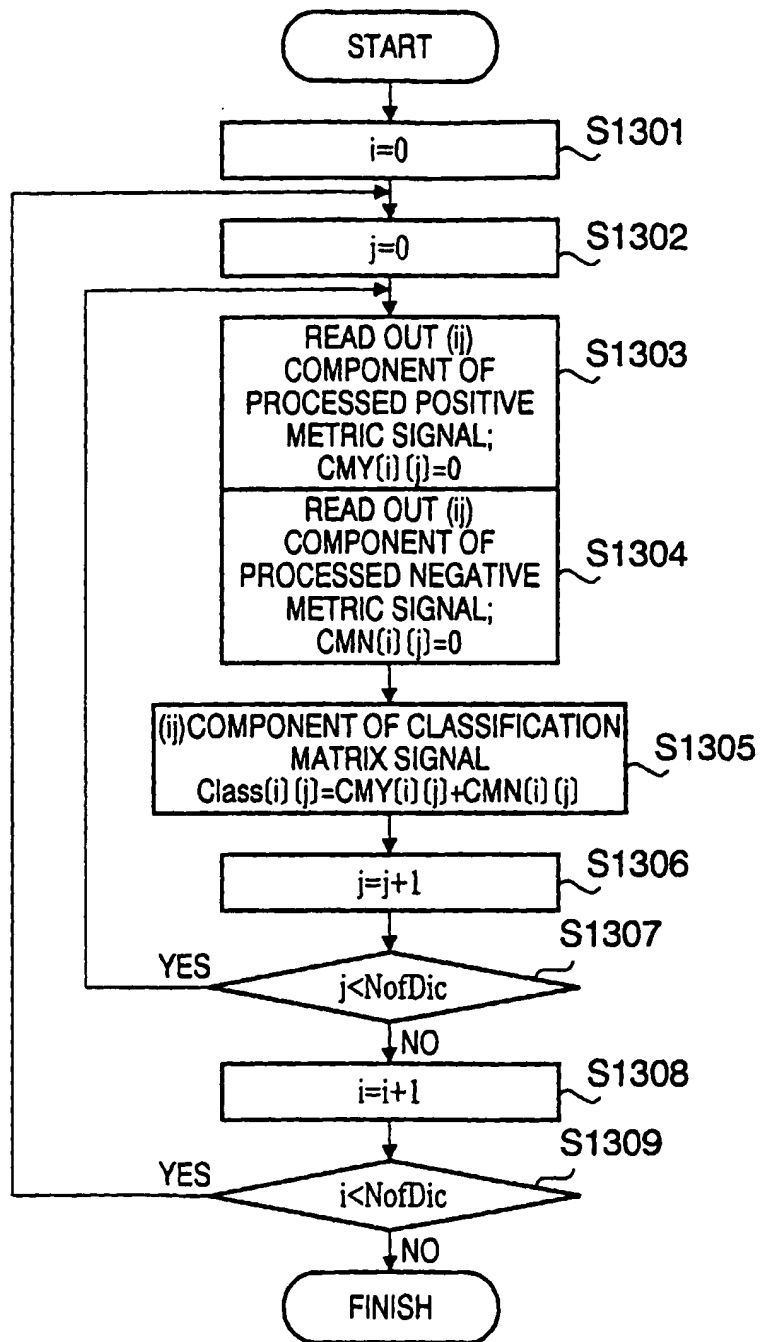 START
i=0
S1301
j=0
S1302
READ OUT (ij)
COMPONENT OF
PROCESSED POSITIVE
METRIC SIGNAL;
CMY(i)(j)=0
S1303
READ OUT (ij)
COMPONENT OF
PROCESSED NEGATIVE
METRIC SIGNAL;
CMN(i)(j)=0
S1304
(ij)COMPONENT OF CLASSIFICATION
MATRIX SIGNAL
Class(i)(j)=CMY(i)(j)+CMN(i)(j)
S1305
j=j+1
S1306
S1307
YES
j<NofDic
NO
i=i+1
S1308
S1309
YES
i<NofDic
NO
FINISH